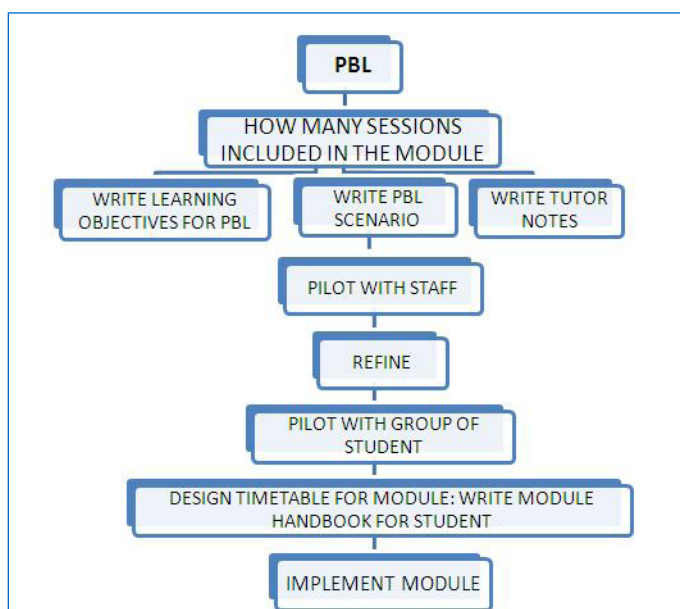 PBL
HOW MANY SESSIONS
INCLUDED IN THE MODULE
WRITE LEARNING
OBJECTIVES FOR PBL
WRITE PBL
SCENARIO
WRITE TUTOR
NOTES
PILOT WITH STAFF
REFINE
PILOT WITH GROUP OF
STUDENT
DESIGN TIMETABLE FOR MODULE: WRITE MODULE
HANDBOOK FOR STUDENT
IMPLEMENT MODULE